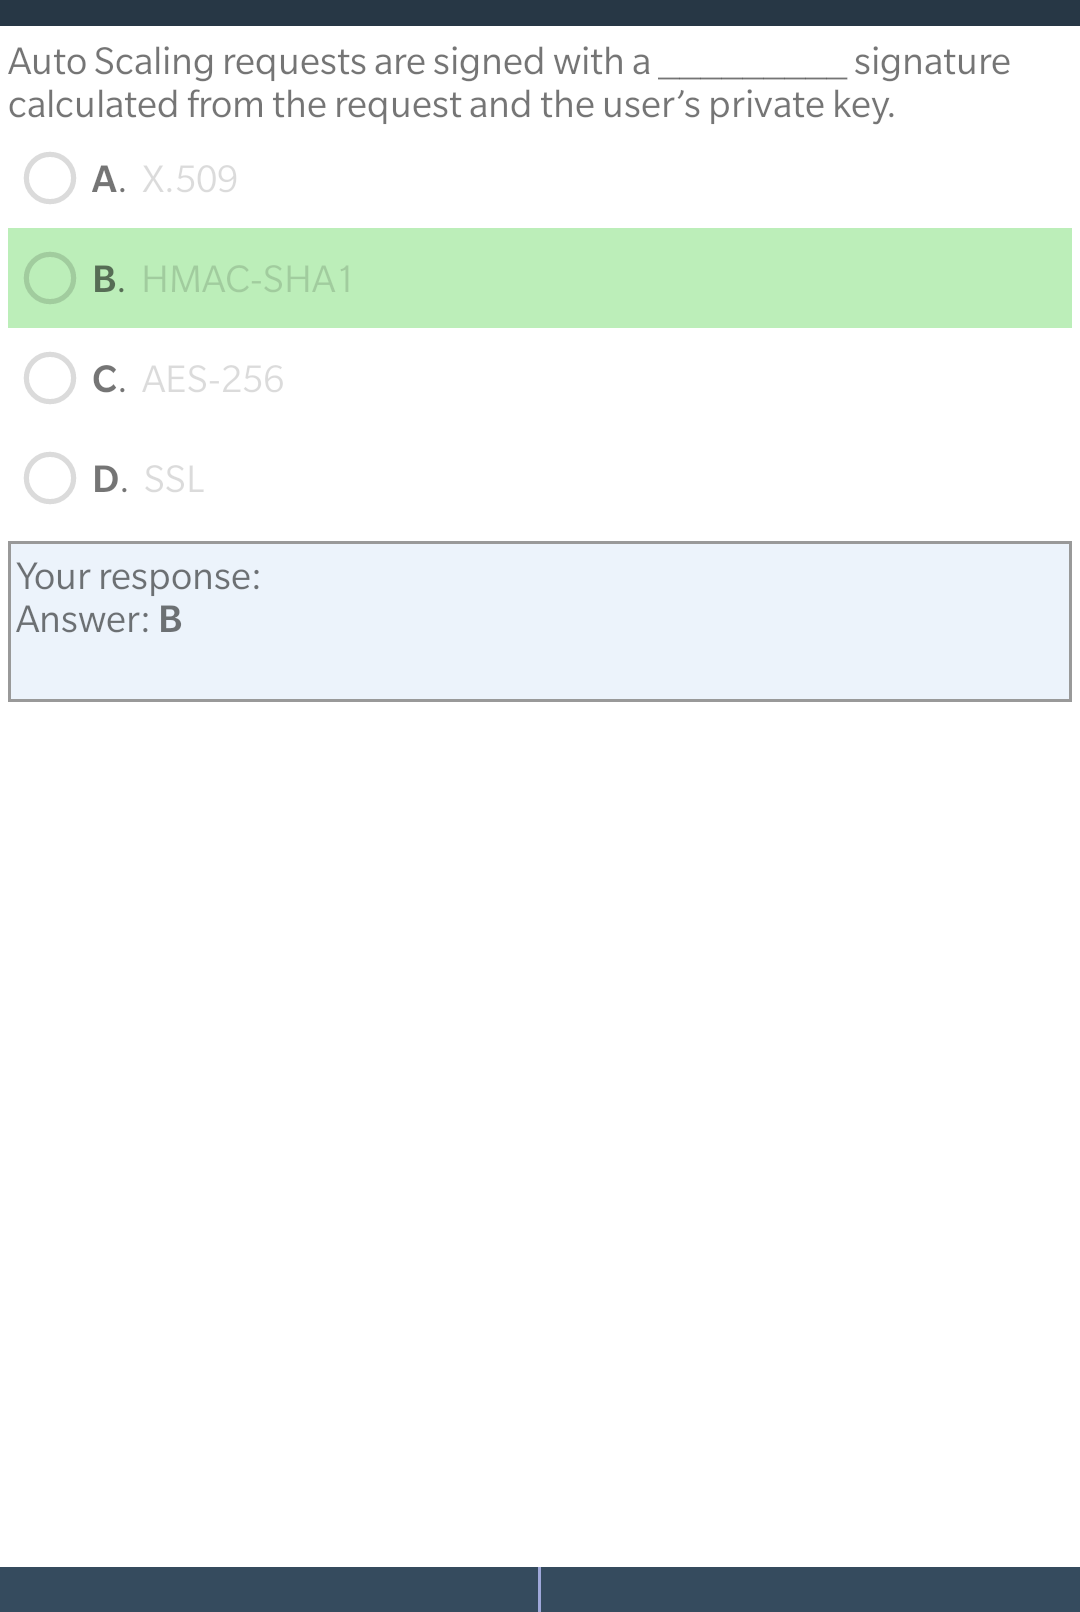 Auto Scaling requests are signed with a _________ signature
calculated from the request and the user’s private key.
A. X.509
B. HMAC-SHA1
C. AES-256
D. SSL
Your response:
Answer: B